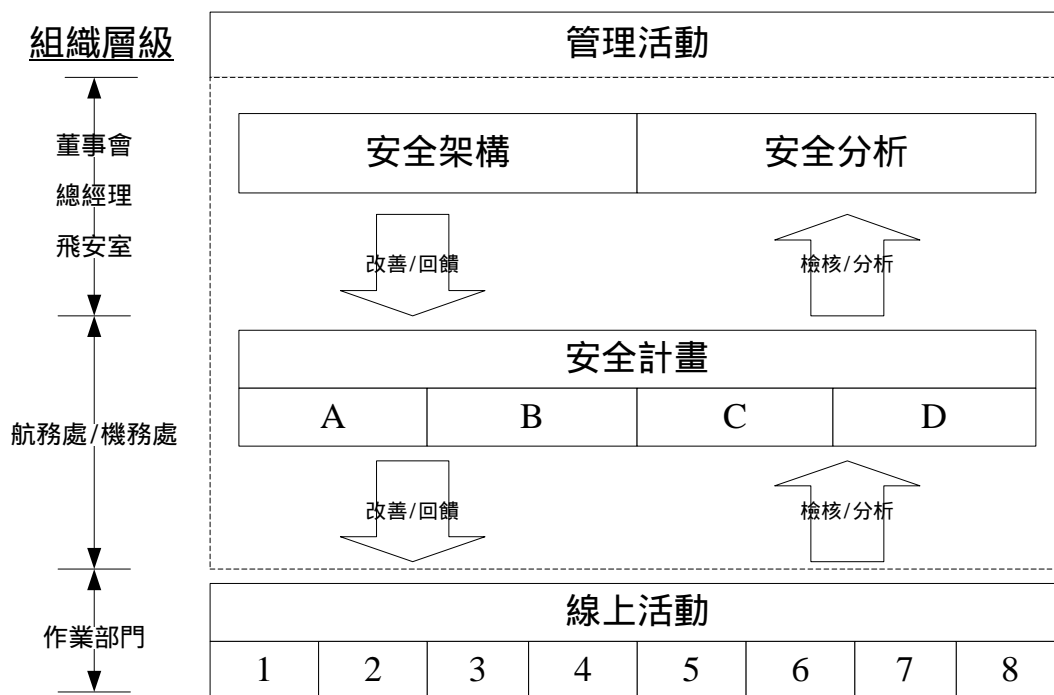 組織層級
管理活動
董事會
總經理
飛安室
安全架構
安全分析
改善/回饋
檢核/分析
航務處/機務處
安全計畫
A
B
C
D
改善/回饋
檢核/分析
作業部門
線上活動
1
2
3
4
5
6
7
8